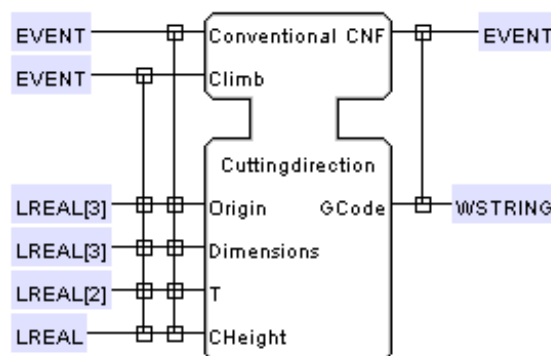 EVENT Conventional CNF EVENT
EVENT Climb
Cuttingdirection
LREAL[3] Origin GCode WSTRING
LREAL[3] Dimensions
LREAL[2] T
LREAL CHeight